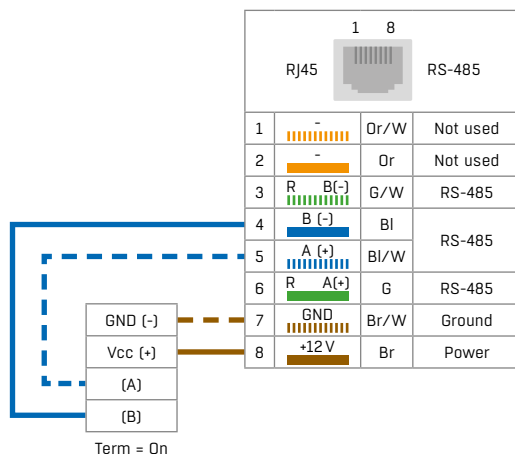 1 8
RJ45 RS-485
1 - Or/W Not used
2 - Or Not used
3 R B(-) G/W RS-485
4 B (-) Bl
RS-485
5 A (+) Bl/W
6 R A(+) G RS-485
7 GND Br/W Ground
8 +12 V Br Power
GND (-)
Vcc (+)
(A)
(B)
Term = On